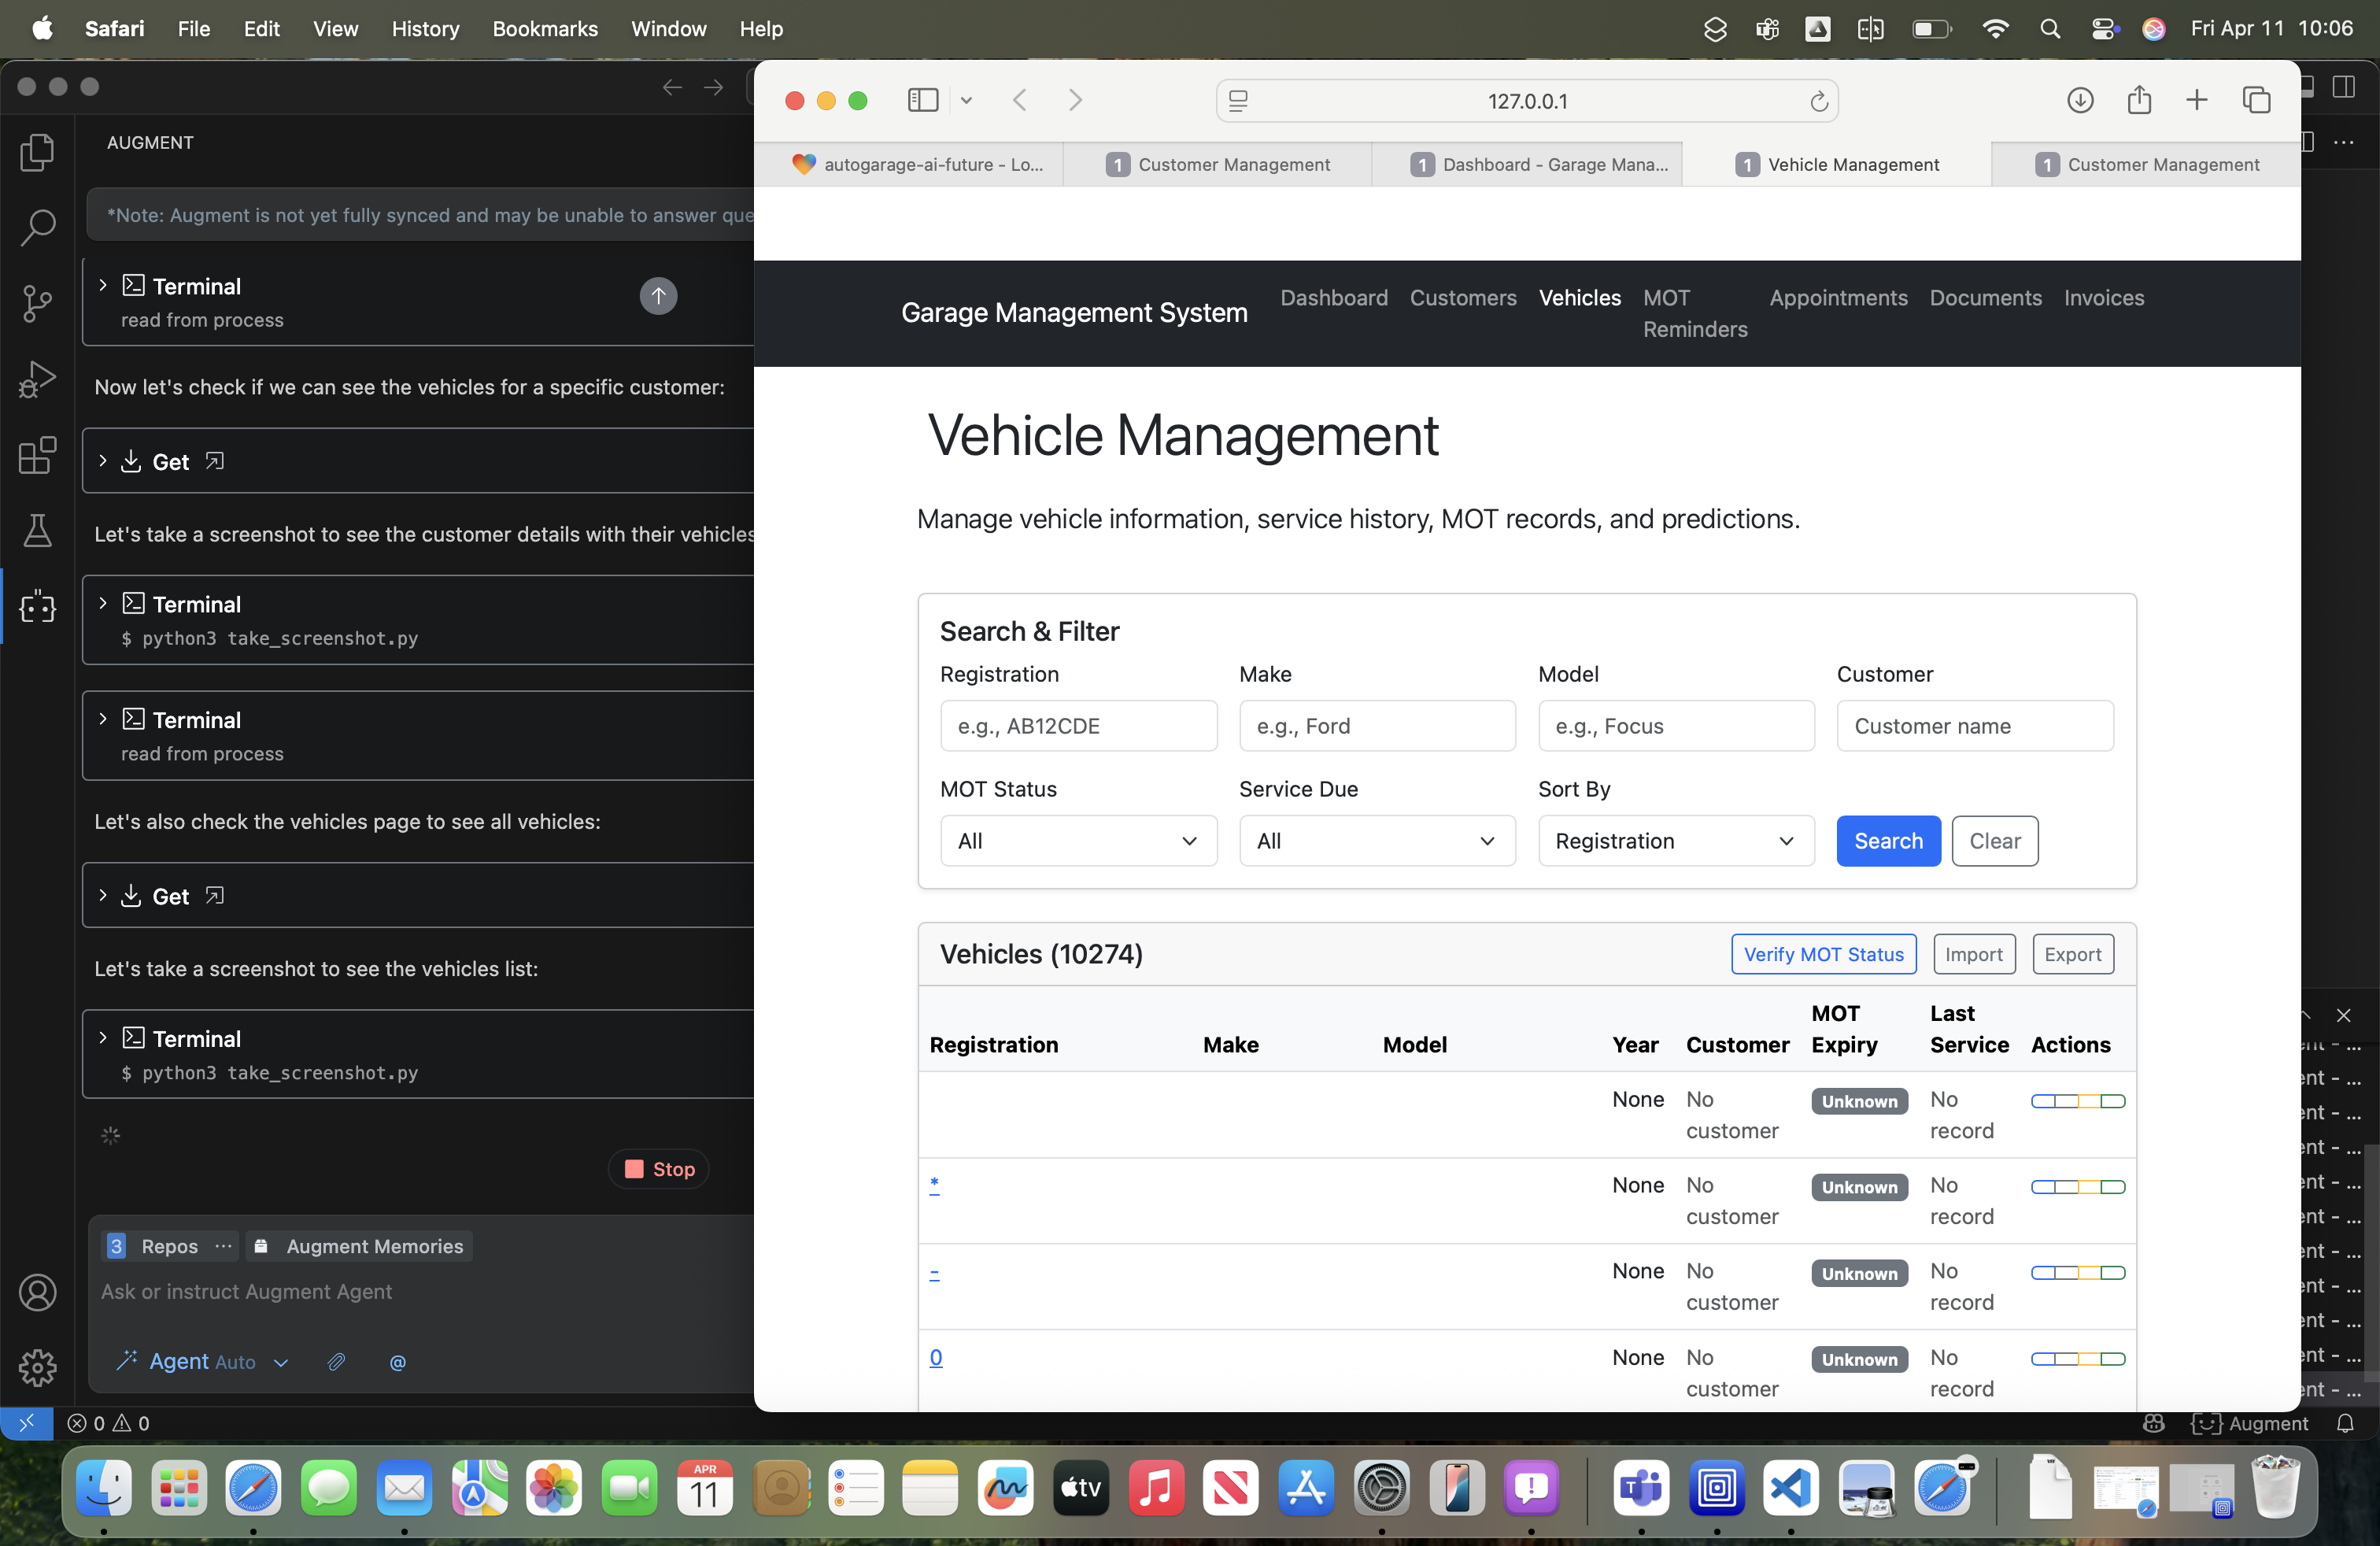 Safari File Edit View History Bookmarks Window Help Fri Apr 11 10:06
AUGMENT
*Note: Augment is not yet fully synced and may be unable to answer que
Terminal
read from process
Now let's check if we can see the vehicles for a specific customer:
Get
Let's take a screenshot to see the customer details with their vehicles
Terminal
$ python3 take_screenshot.py
Terminal
read from process
Let's also check the vehicles page to see all vehicles:
Get
Let's take a screenshot to see the vehicles list:
Terminal
$ python3 take_screenshot.py
Stop
3 Repos ... Augment Memories
Ask or instruct Augment Agent
Agent Auto @
0 0
127.0.0.1
autogarage-ai-future - Lo... 1 Customer Management 1 Dashboard - Garage Mana... 1 Vehicle Management 1 Customer Management
Garage Management System Dashboard Customers Vehicles MOT Reminders Appointments Documents Invoices
Vehicle Management
Manage vehicle information, service history, MOT records, and predictions.
Search & Filter
Registration Make Model Customer
e.g., AB12CDE e.g., Ford e.g., Focus Customer name
MOT Status Service Due Sort By
All All Registration Search Clear
Vehicles (10274) Verify MOT Status Import Export
Registration Make Model Year Customer MOT Expiry Last Service Actions
None No customer Unknown No record
* None No customer Unknown No record
- None No customer Unknown No record
0 None No customer Unknown No record
ent - ...
ent - ...
ent - ...
ent - ...
ent - ...
ent - ...
ent - ...
ent - ...
ent - ...
ent - ...
Augment
APR
11
tv